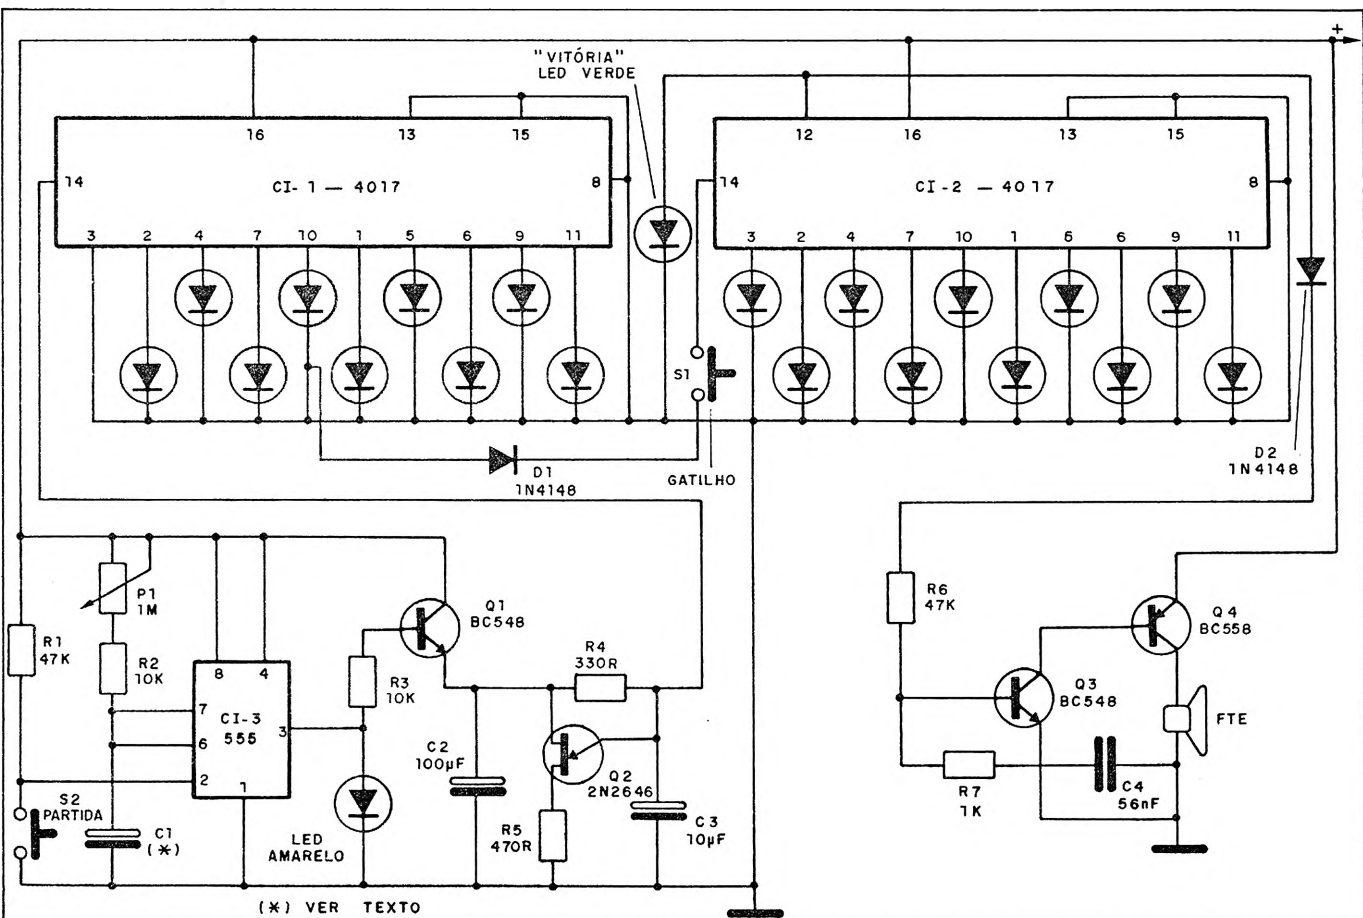 +
"VITÓRIA"
LED VERDE
16 13 15
14 CI-1 — 4017 8
3 2 4 7 10 1 5 6 9 11
12 16 13 15
14 CI-2 — 4017 8
3 2 4 7 10 1 5 6 9 11
S1
GATILHO
D1
1N4148
D2
1N4148
P1
1M
R1
47K
R2
10K
8 4
7
6
2
CI-3
555
3
1
R3
10K
Q1
BC548
R4
330R
C2
100µF
Q2
2N2646
R5
470R
C3
10µF
S2
PARTIDA
C1
(*)
LED
AMARELO
R6
47K
Q3
BC548
Q4
BC558
FTE
R7
1K
C4
56nF
(*) VER TEXTO